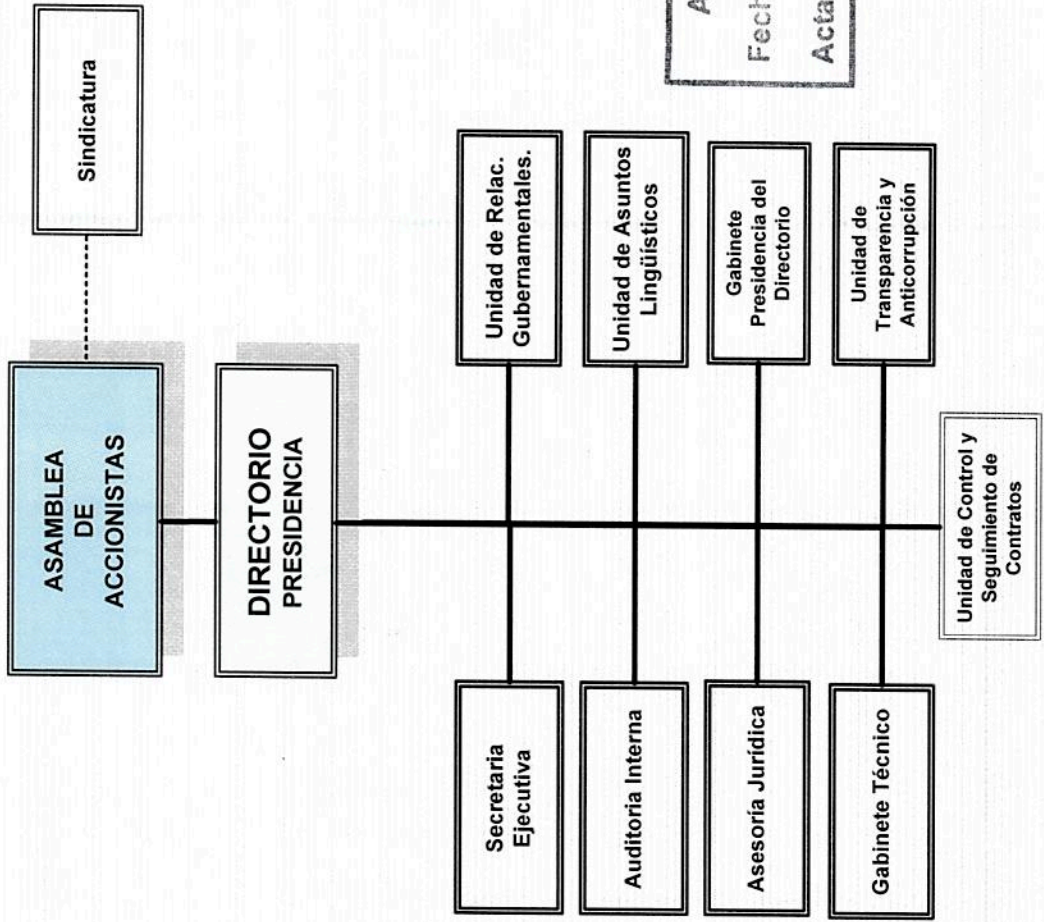 Sindicatura
ASAMBLEA
DE
ACCIONISTAS
DIRECTORIO
PRESIDENCIA
Secretaria
Ejecutiva
Unidad de Relac.
Gubernamentales.
Auditoria Interna
Unidad de Asuntos
Lingüísticos
Asesoría Jurídica
Gabinete
Presidencia del
Directorio
Gabinete Técnico
Unidad de
Transparencia y
Anticorrupción
Unidad de Control y
Seguimiento de
Contratos
A
Fech
Acta